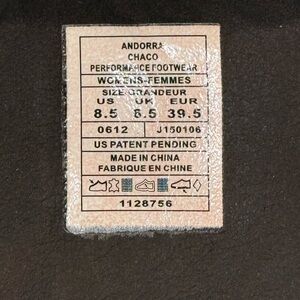 ANDORRA
CHACO
PERFORMANCE FOOTWEAR
WOMENS-FEMMES
SIZE-GRANDEUR
US UK EUR
8.5 6.5 39.5
0612 J150106
US PATENT PENDING
MADE IN CHINA
FABRIQUE EN CHINE
1128756